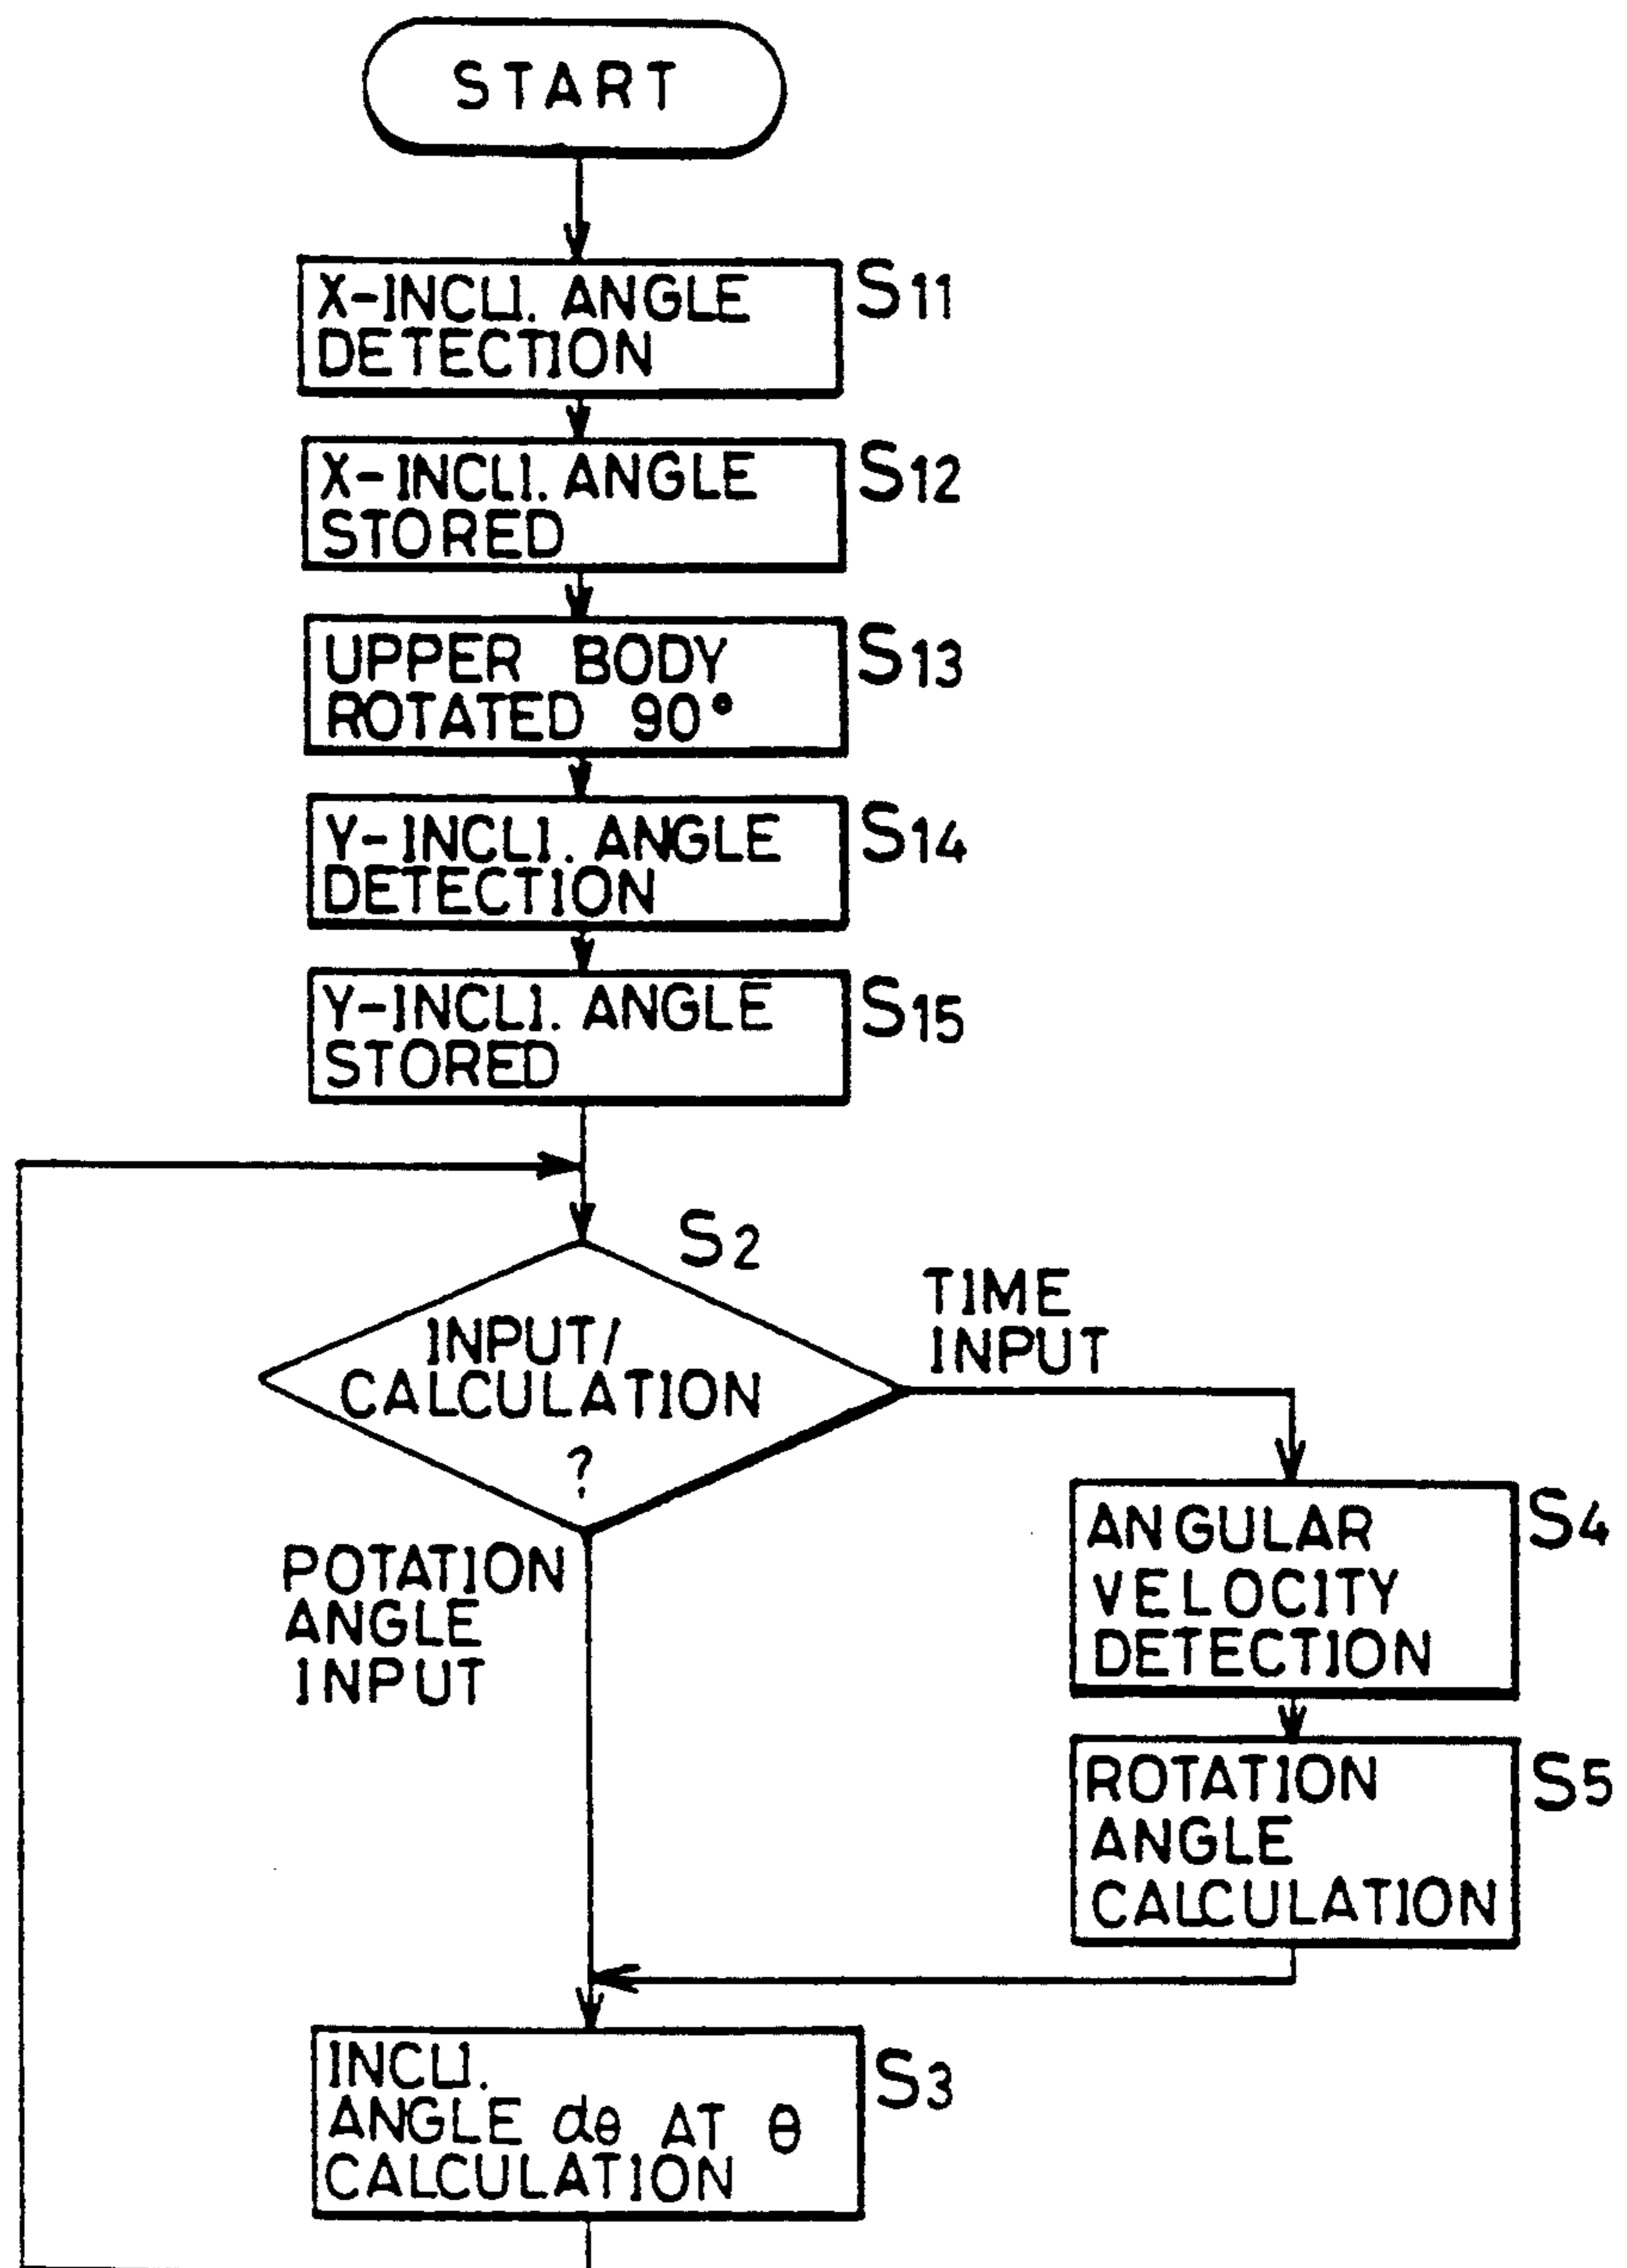 START
X-INCLI. ANGLE
DETECTION
S11
X-INCLI. ANGLE
STORED
S12
UPPER BODY
ROTATED 90°
S13
Y-INCLI. ANGLE
DETECTION
S14
Y-INCLI. ANGLE
STORED
S15
S2
INPUT/
CALCULATION
?
TIME
INPUT
POTATION
ANGLE
INPUT
ANGULAR
VELOCITY
DETECTION
S4
ROTATION
ANGLE
CALCULATION
S5
INCLI.
ANGLE αθ AT θ
CALCULATION
S3